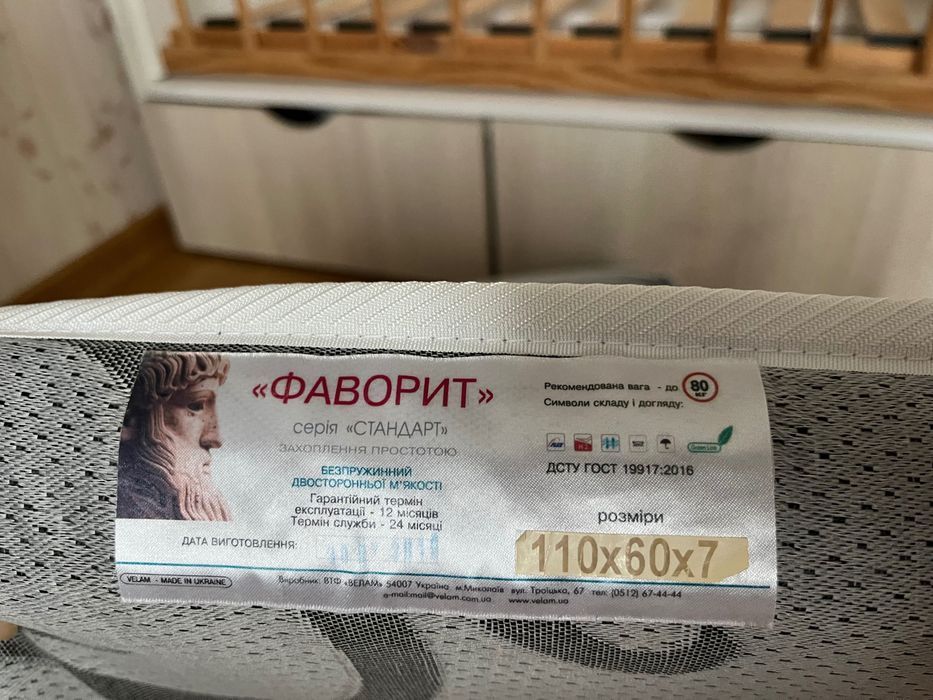 «ФАВОРИТ»
серія «СТАНДАРТ»
ЗАХОПЛЕННЯ ПРОСТОТОЮ
БЕЗПРУЖИННИЙ
ДВОСТОРОННЬОЇ М'ЯКОСТІ
Гарантійний термін
експлуатації - 12 місяців
Термін служби - 24 місяці
ДАТА ВИГОТОВЛЕННЯ:
Рекомендована вага - до 80
Символи складу і догляду:
Green Line
ДСТУ ГОСТ 19917:2016
розміри
110x60x7
VELAM - MADE IN UKRAINE
Виробник: ВТФ «ВЕЛАМ» 54007 Україна м.Миколаїв вул. Троїцька, 67 тел: (0512) 67-44-44
e-mail:mail@velam.com.ua www.velam.ua